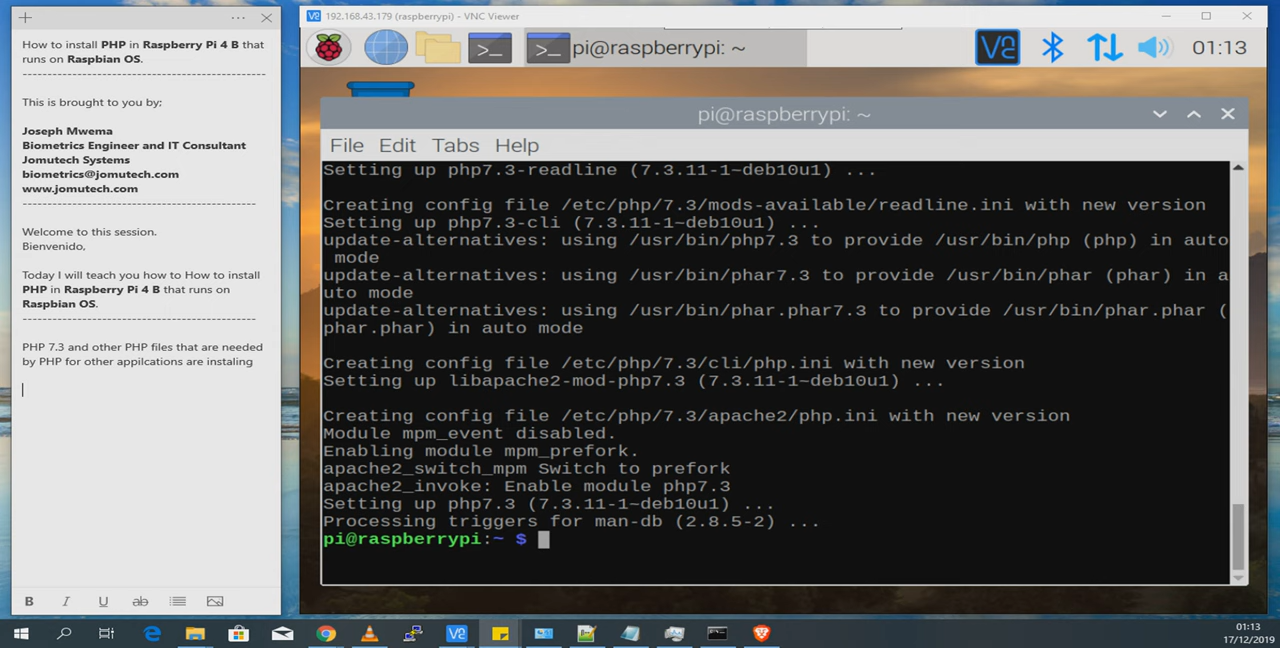 How to install PHP in Raspberry Pi 4 B that
runs on Raspbian OS.
-------------------------------------------------------
This is brought to you by;
Joseph Mwema
Biometrics Engineer and IT Consultant
Jomutech Systems
biometrics@jomutech.com
www.jomutech.com
-----------------------------------------------------
Welcome to this session.
Bienvenido,
Today I will teach you how to How to install
PHP in Raspberry Pi 4 B that runs on
Raspbian OS.
-----------------------------------------------------
PHP 7.3 and other PHP files that are needed
by PHP for other appilcations are instaling
B I U ab
192.168.43.179 (raspberrypi) - VNC Viewer
pi@raspberrypi: ~
01:13
pi@raspberrypi: ~
File Edit Tabs Help
Setting up php7.3-readline (7.3.11-1~deb10u1) ...
Creating config file /etc/php/7.3/mods-available/readline.ini with new version
Setting up php7.3-cli (7.3.11-1~deb10u1) ...
update-alternatives: using /usr/bin/php7.3 to provide /usr/bin/php (php) in auto
mode
update-alternatives: using /usr/bin/phar7.3 to provide /usr/bin/phar (phar) in a
uto mode
update-alternatives: using /usr/bin/phar.phar7.3 to provide /usr/bin/phar.phar (
phar.phar) in auto mode
Creating config file /etc/php/7.3/cli/php.ini with new version
Setting up libapache2-mod-php7.3 (7.3.11-1~deb10u1) ...
Creating config file /etc/php/7.3/apache2/php.ini with new version
Module mpm_event disabled.
Enabling module mpm_prefork.
apache2_switch_mpm Switch to prefork
apache2_invoke: Enable module php7.3
Setting up php7.3 (7.3.11-1~deb10u1) ...
Processing triggers for man-db (2.8.5-2) ...
pi@raspberrypi:~ $
01:13
17/12/2019